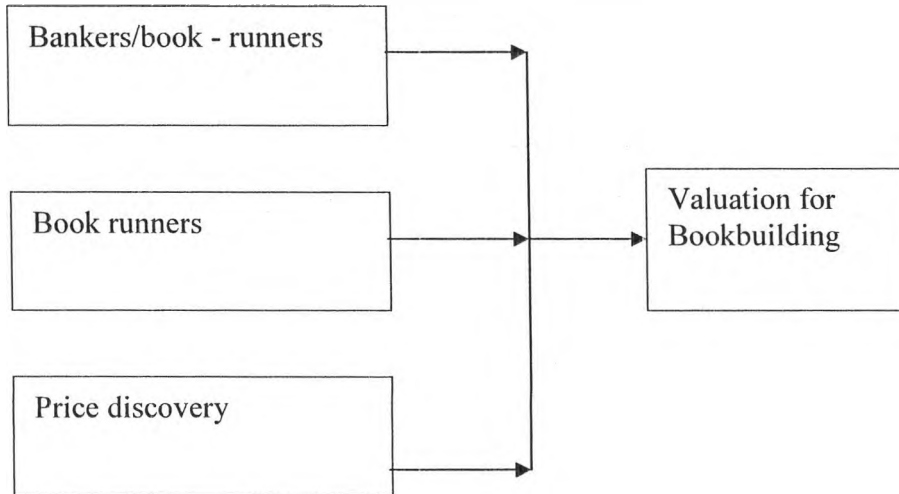 Bankers/book - runners
Book runners
Price discovery
Valuation for
Bookbuilding